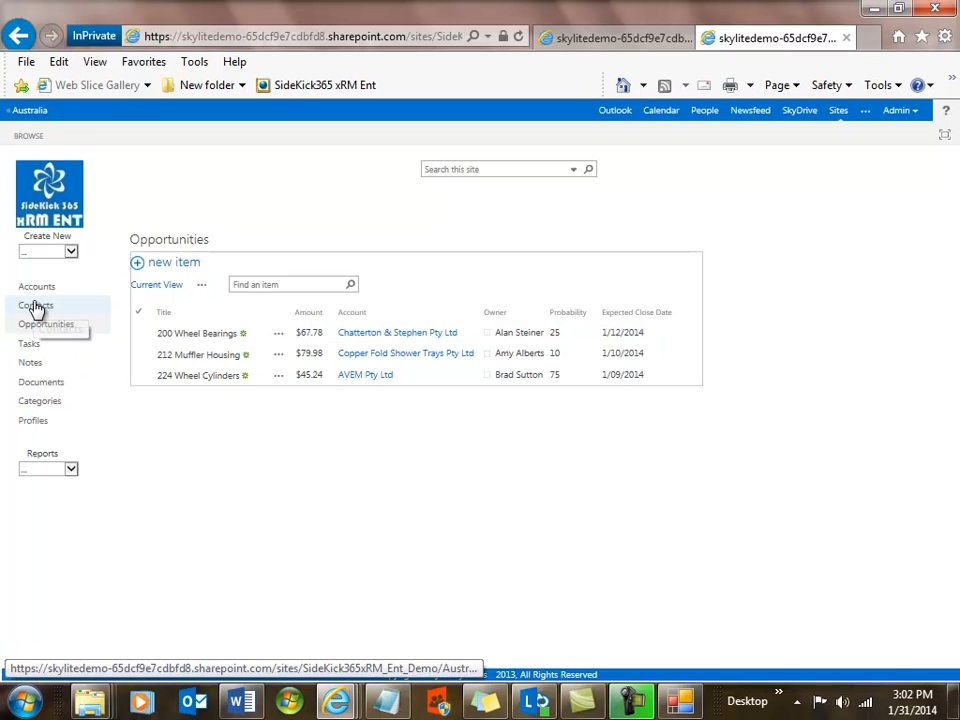 InPrivate
https://skylitedemo-65dcf9e7cdbfd8.sharepoint.com/sites/SideK
skylitedemo-65dcf9e7cdb...
skylitedemo-65dcf9e7...
File Edit View Favorites Tools Help
Web Slice Gallery
New folder
SideKick365 xRM Ent
Page Safety Tools
Australia
Outlook Calendar People Newsfeed SkyDrive Sites ... Admin ?
BROWSE
SideKick 365
xRM ENT
Search this site
Create New
_
Opportunities
new item
Current View ... Find an item
Accounts
Contacts
Opportunities
Tasks
Notes
Documents
Categories
Profiles
Reports
_
Title Amount Account Owner Probability Expected Close Date
200 Wheel Bearings ... $67.78 Chatterton & Stephen Pty Ltd Alan Steiner 25 1/12/2014
212 Muffler Housing ... $79.98 Copper Fold Shower Trays Pty Ltd Amy Alberts 10 1/10/2014
224 Wheel Cylinders ... $45.24 AVEM Pty Ltd Brad Sutton 75 1/09/2014
https://skylitedemo-65dcf9e7cdbfd8.sharepoint.com/sites/SideKick365xRM_Ent_Demo/Austr...
2013, All Rights Reserved
Desktop
3:02 PM
1/31/2014